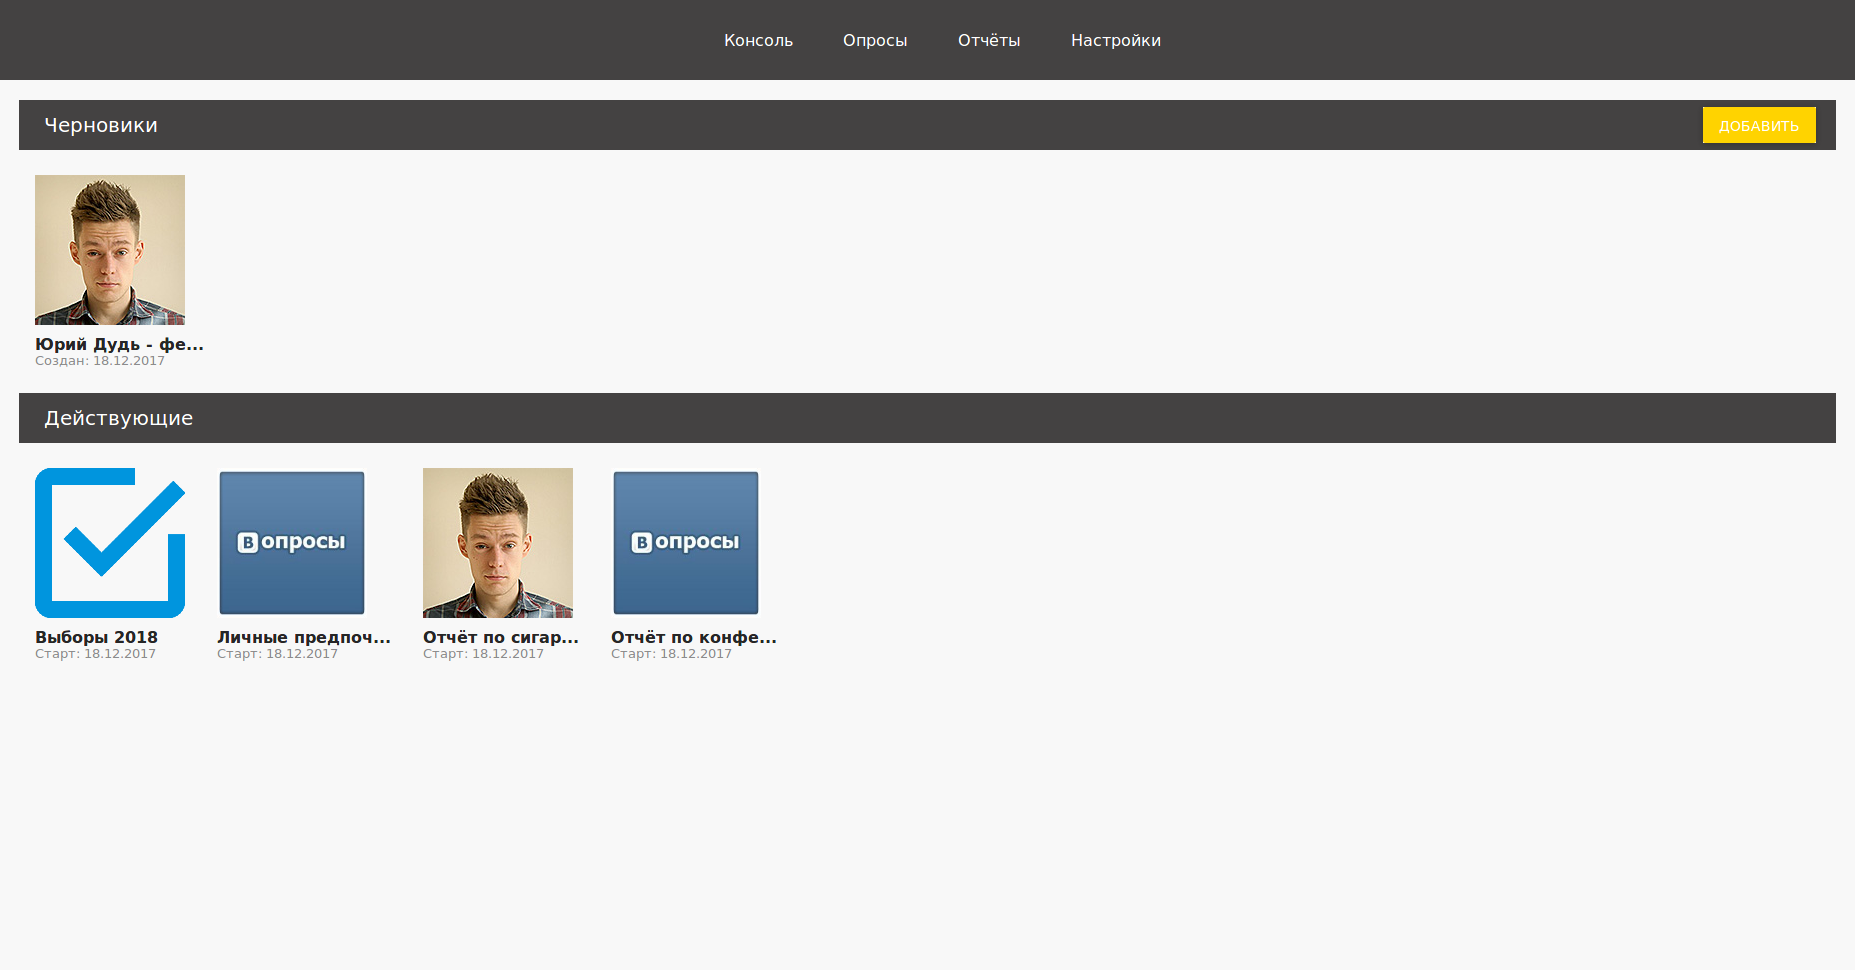 Консоль Опросы Отчёты Настройки
Черновики
ДОБАВИТЬ
Юрий Дудь - фе...
Создан: 18.12.2017
Действующие
Вопросы
Вопросы
Выборы 2018
Старт: 18.12.2017
Личные предпоч...
Старт: 18.12.2017
Отчёт по сигар...
Старт: 18.12.2017
Отчёт по конфе...
Старт: 18.12.2017